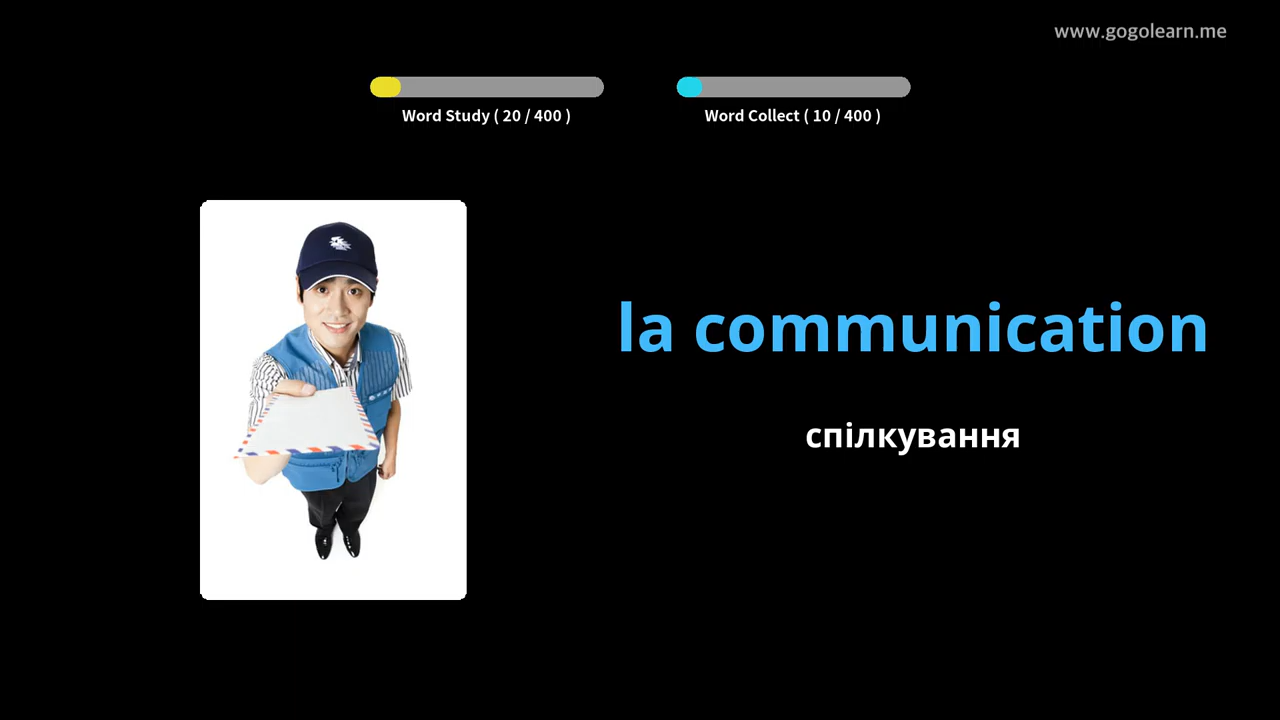 www.gogolearn.me
Word Study ( 20 / 400 )
Word Collect ( 10 / 400 )
la communication
спілкування